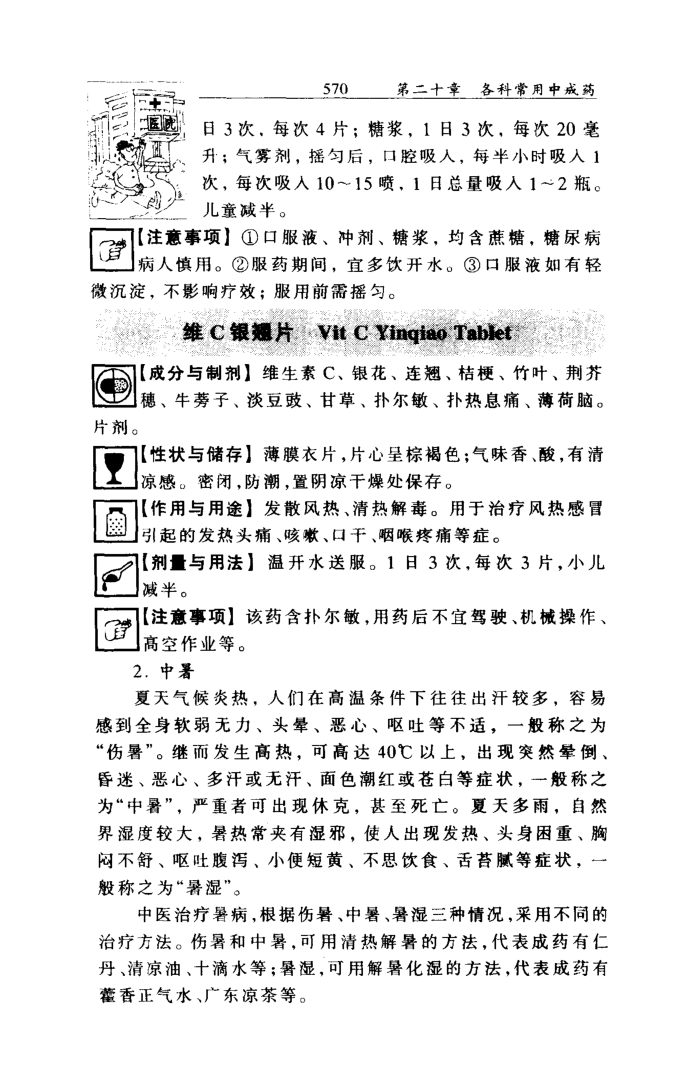 570 第二十章 各科常用中成药
医院
日3次，每次4片；糖浆，1日3次，每次20毫
升；气雾剂，摇匀后，口腔吸入，每半小时吸入1
次，每次吸入10～15喷，1日总量吸入1～2瓶。
儿童减半。
【注意事项】①口服液、冲剂、糖浆，均含蔗糖，糖尿病
病人慎用。②服药期间，宜多饮开水。③口服液如有轻
微沉淀，不影响疗效；服用前需摇匀。
维C银翘片 Vit C Yinqiao Tablet
【成分与制剂】维生素C、银花、连翘、桔梗、竹叶、荆芥
穗、牛蒡子、淡豆豉、甘草、扑尔敏、扑热息痛、薄荷脑。
片剂。
【性状与储存】薄膜衣片,片心呈棕褐色;气味香、酸,有清
凉感。密闭,防潮,置阴凉干燥处保存。
【作用与用途】发散风热、清热解毒。用于治疗风热感冒
引起的发热头痛、咳嗽、口干、咽喉疼痛等症。
【剂量与用法】温开水送服。1日3次,每次3片,小儿
减半。
【注意事项】该药含扑尔敏,用药后不宜驾驶、机械操作、
高空作业等。
2. 中暑
夏天气候炎热，人们在高温条件下往往出汗较多，容易
感到全身软弱无力、头晕、恶心、呕吐等不适，一般称之为
“伤暑”。继而发生高热，可高达40℃以上，出现突然晕倒、
昏迷、恶心、多汗或无汗、面色潮红或苍白等症状，一般称之
为“中暑”，严重者可出现休克，甚至死亡。夏天多雨，自然
界湿度较大，暑热常夹有湿邪，使人出现发热、头身困重、胸
闷不舒、呕吐腹泻、小便短黄、不思饮食、舌苔腻等症状，一
般称之为“暑湿”。
中医治疗暑病,根据伤暑、中暑、暑湿三种情况,采用不同的
治疗方法。伤暑和中暑,可用清热解暑的方法,代表成药有仁
丹、清凉油、十滴水等;暑湿,可用解暑化湿的方法,代表成药有
藿香正气水、广东凉茶等。